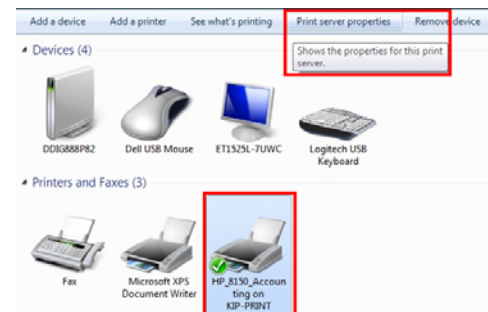 Add a device Add a printer See what's printing Print server properties Remove device
Devices (4)
Shows the properties for this print
server.
DDIG888P82 Dell USB Mouse ET1525L-7UWC Logitech USB
Keyboard
Printers and Faxes (3)
Fax Microsoft XPS HP_8150_Accoun
Document Writer ting on
KIP-PRINT